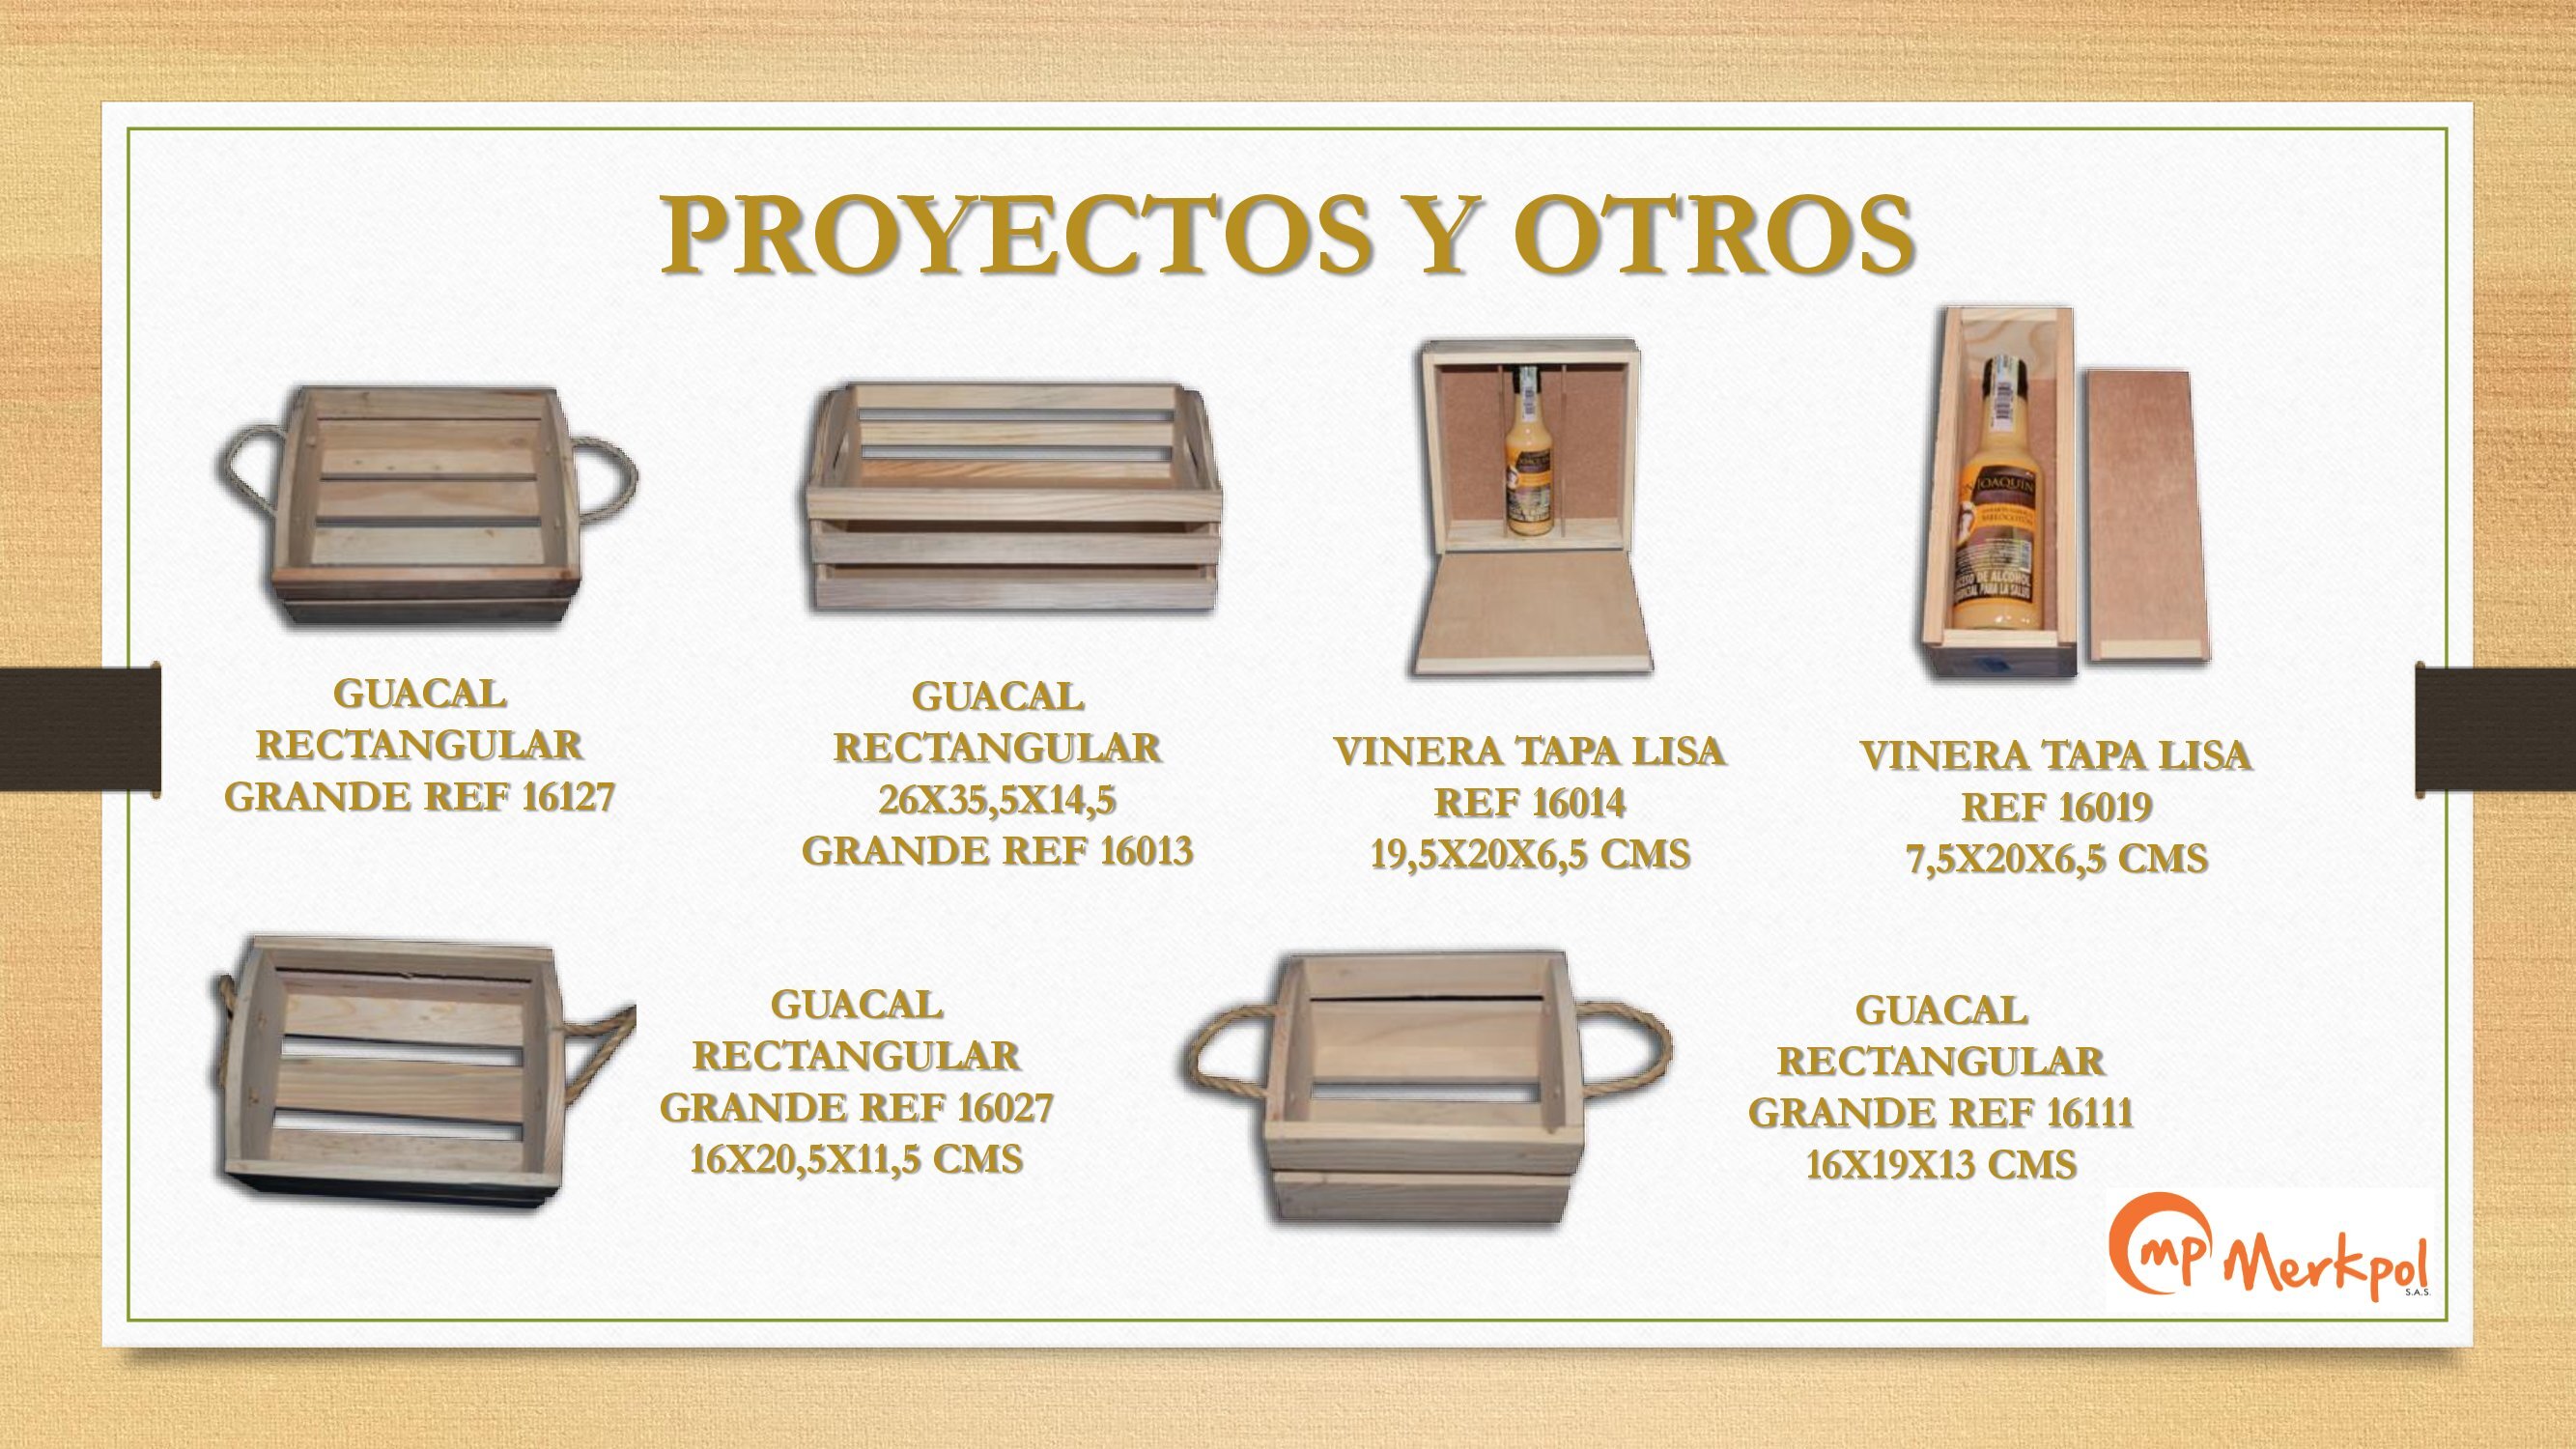 PROYECTOS Y OTROS
GUACAL
RECTANGULAR
GRANDE REF 16127
GUACAL
RECTANGULAR
26X35,5X14,5
GRANDE REF 16013
VINERA TAPA LISA
REF 16014
19,5X20X6,5 CMS
VINERA TAPA LISA
REF 16019
7,5X20X6,5 CMS
JOAQUIN
MELOCOTON
GUACAL
RECTANGULAR
GRANDE REF 16027
16X20,5X11,5 CMS
GUACAL
RECTANGULAR
GRANDE REF 16111
16X19X13 CMS
mp Merkpol
S.A.S.